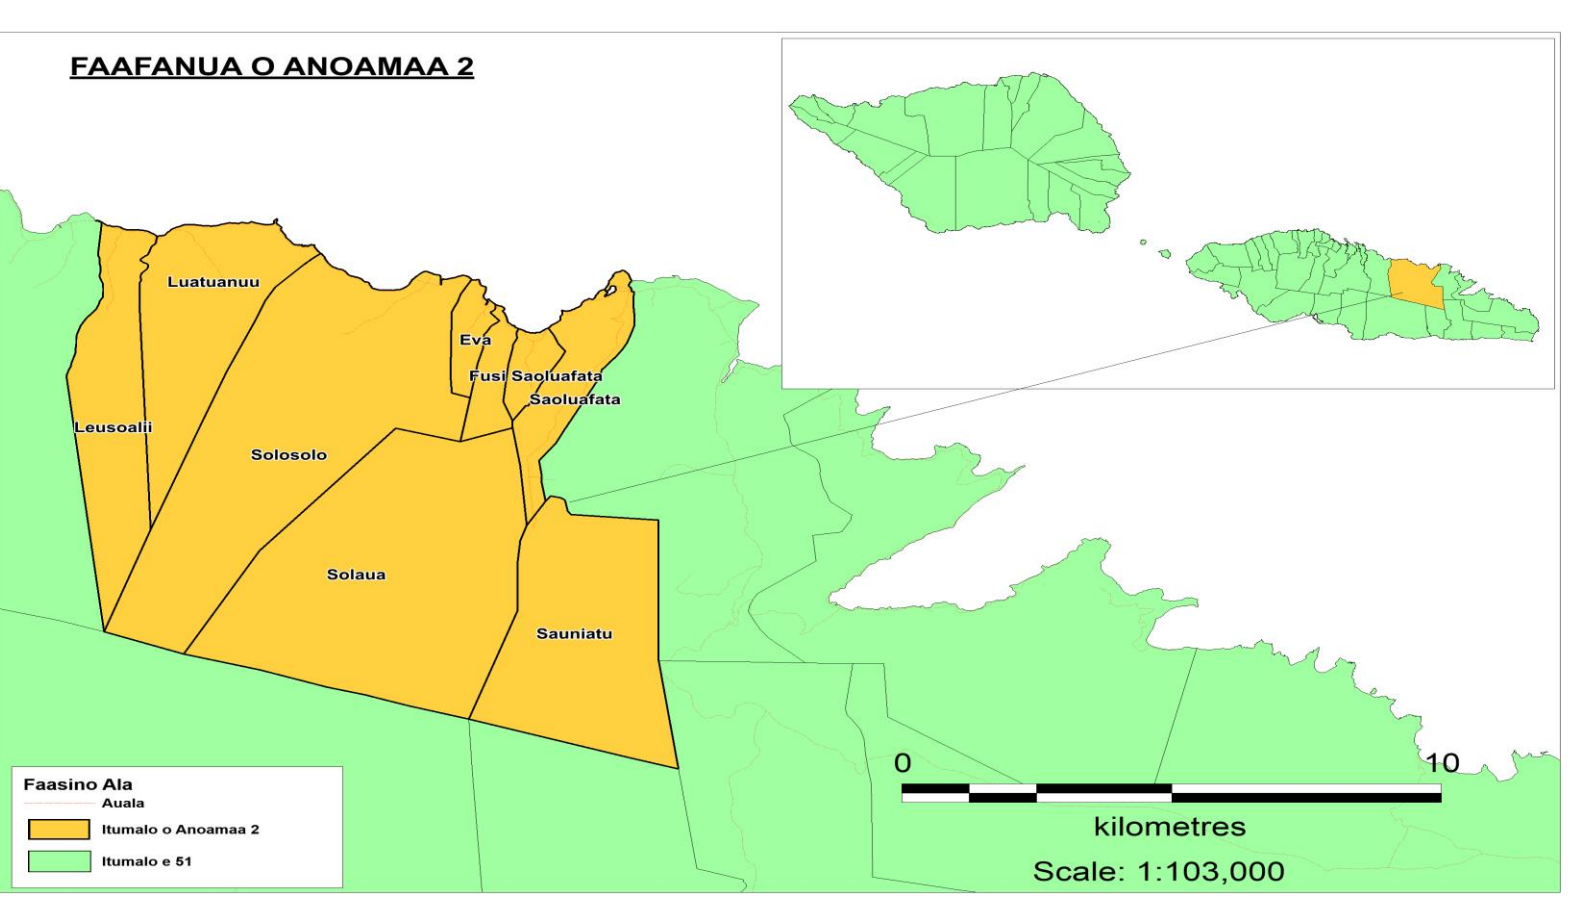 FAAFANUA O ANOAMAA 2
Luatuanuu
Eva
Fusi Saoluafata
Saoluafata
Leusoalii
Solosolo
Solaua
Sauniatu
Faasino Ala
Auala
Itumalo o Anoamaa 2
Itumalo e 51
0 10
kilometres
Scale: 1:103,000